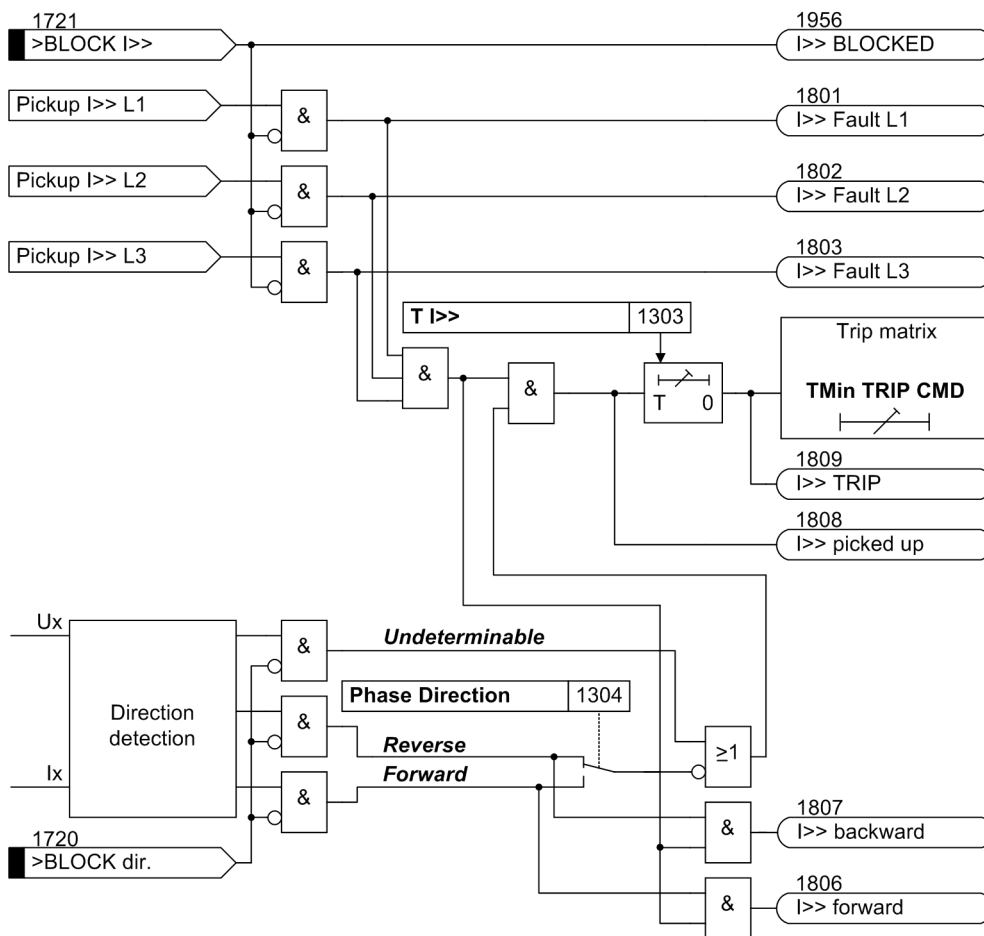 1721
>BLOCK I>>
1956
I>> BLOCKED
Pickup I>> L1
&
1801
I>> Fault L1
Pickup I>> L2
&
1802
I>> Fault L2
Pickup I>> L3
&
1803
I>> Fault L3
T I>>
1303
&
&
T 0
Trip matrix
TMin TRIP CMD
1809
I>> TRIP
1808
I>> picked up
Ux
&
Undeterminable
Phase Direction
1304
Direction
detection
&
Reverse
≥1
Ix
&
Forward
1720
>BLOCK dir.
&
1807
I>> backward
&
1806
I>> forward